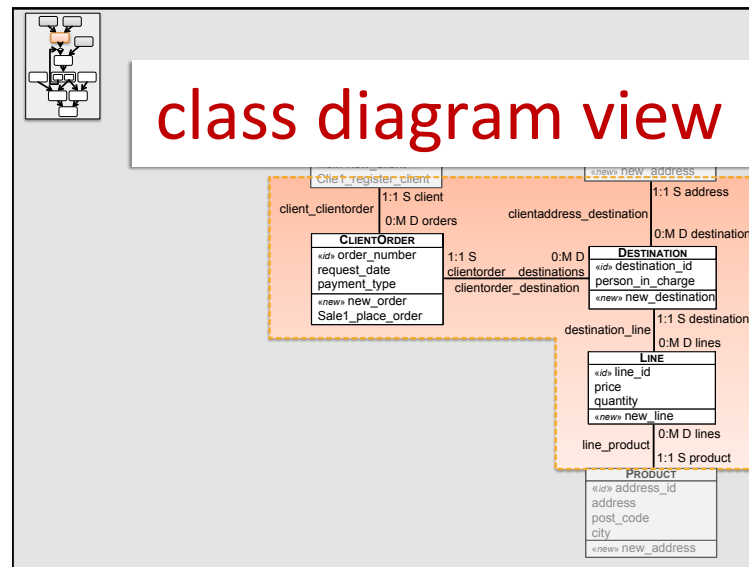 class diagram view
Clie1_register_client
«new» new_address
1:1 S client
client_clientorder
0:M D orders
1:1 S address
clientaddress_destination
0:M D destination
CLIENTORDER
«id» order_number
request_date
payment_type
«new» new_order
Sale1_place_order
1:1 S
clientorder
0:M D
destinations
clientorder_destination
DESTINATION
«id» destination_id
person_in_charge
«new» new_destination
1:1 S destination
destination_line
0:M D lines
LINE
«id» line_id
price
quantity
«new» new_line
0:M D lines
line_product
1:1 S product
PRODUCT
«id» address_id
address
post_code
city
«new» new_address